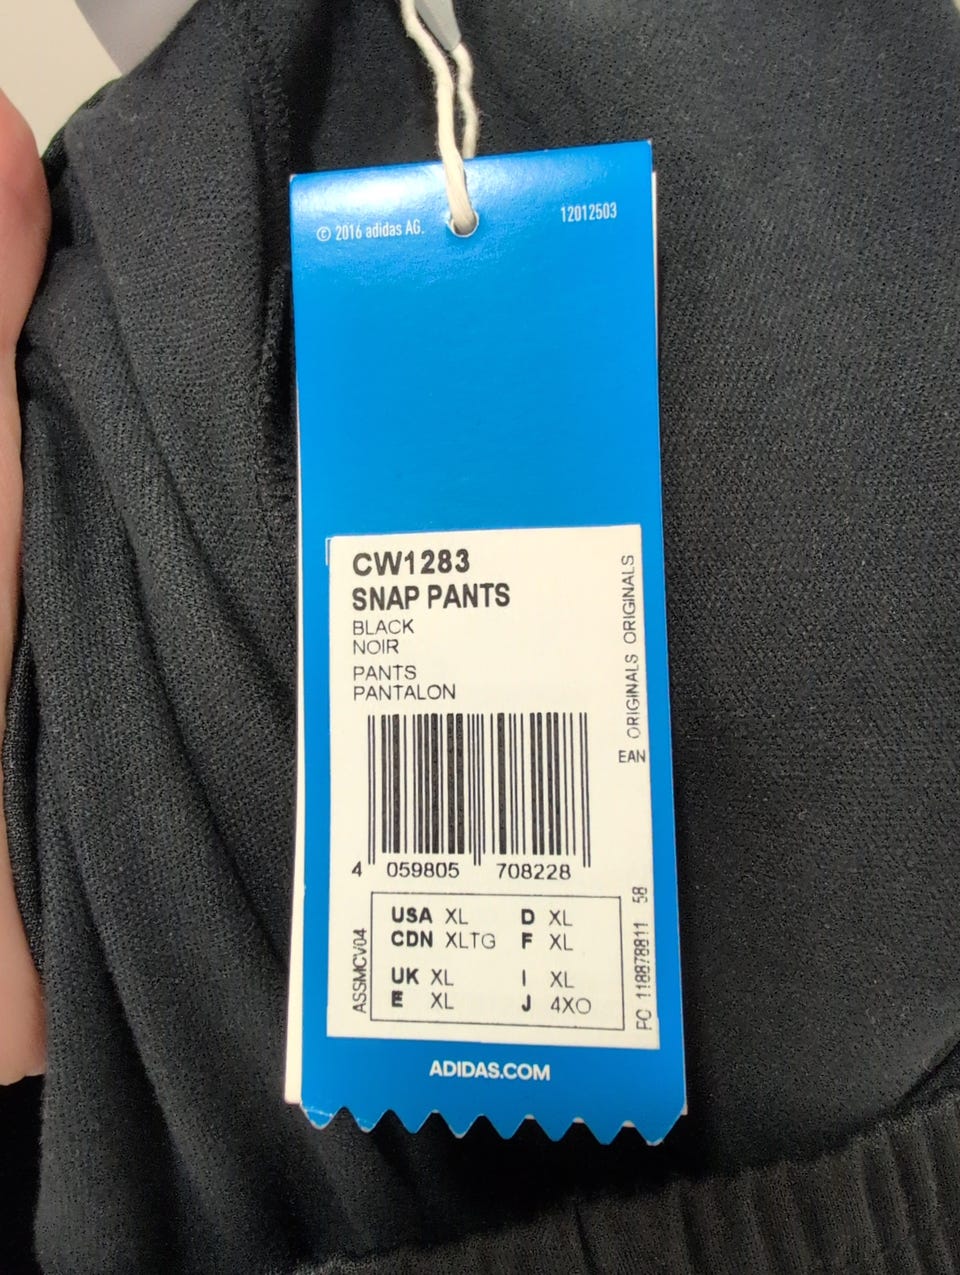 © 2016 adidas AG.
12012503
CW1283
SNAP PANTS
BLACK
NOIR
PANTS
PANTALON
ORIGINALS ORIGINALS
EAN
4 059805 708228
ASSMCV04
USA XL D XL
CDN XLTG F XL
UK XL I XL
E XL J 4XO
PC 118878811 58
ADIDAS.COM